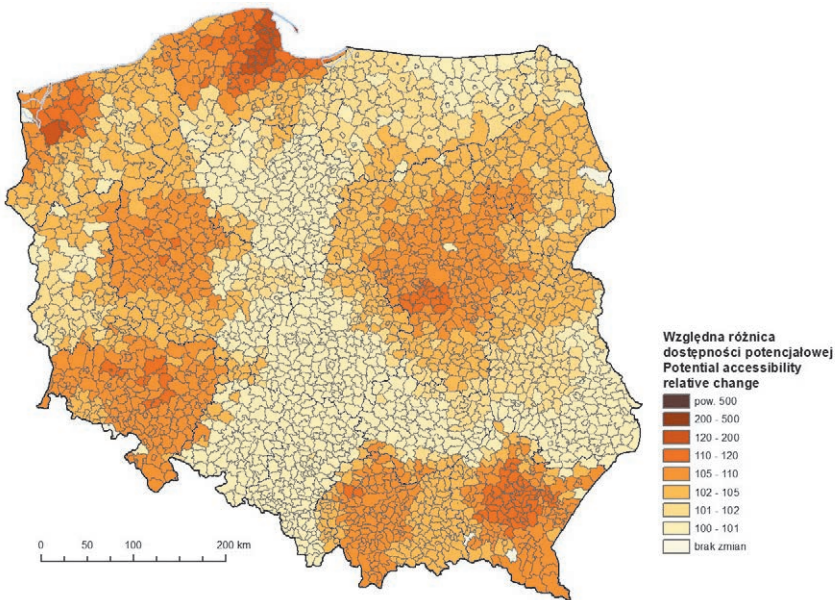 Względna różnica
dostępności potencjałowej
Potential accessibility
relative change
pow. 500
200 - 500
120 - 200
110 - 120
105 - 110
102 - 105
101 - 102
100 - 101
brak zmian
0 50 100 200 km